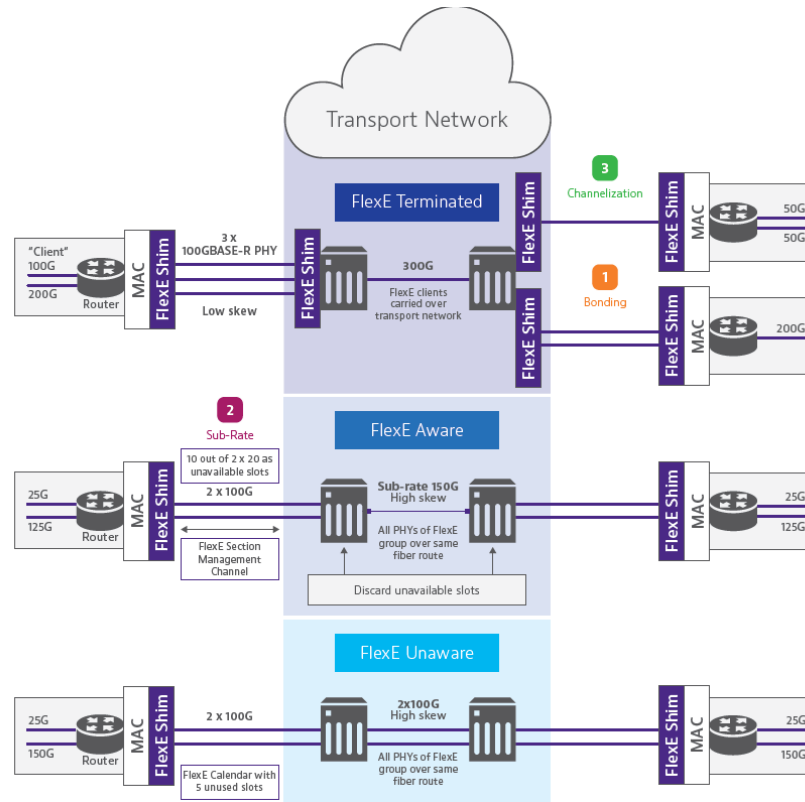 Transport Network
FlexE Terminated
3
Channelization
"Client"
100G
200G
Router
MAC
FlexE Shim
3 x
100GBASE-R PHY
Low skew
FlexE Shim
300G
FlexE clients
carried over
transport network
FlexE Shim
FlexE Shim
MAC
50G
50G
1
Bonding
FlexE Shim
FlexE Shim
MAC
200G
2
Sub-Rate
FlexE Aware
10 out of 2 x 20 as
unavailable slots
25G
125G
Router
MAC
FlexE Shim
2 x 100G
FlexE Section
Management
Channel
Sub-rate 150G
High skew
All PHYs of FlexE
group over same
fiber route
Discard unavailable slots
FlexE Shim
MAC
25G
125G
FlexE Unaware
25G
150G
Router
MAC
FlexE Shim
2 x 100G
FlexE Calendar with
5 unused slots
2x100G
High skew
All PHYs of FlexE
group over same
fiber route
FlexE Shim
MAC
25G
150G